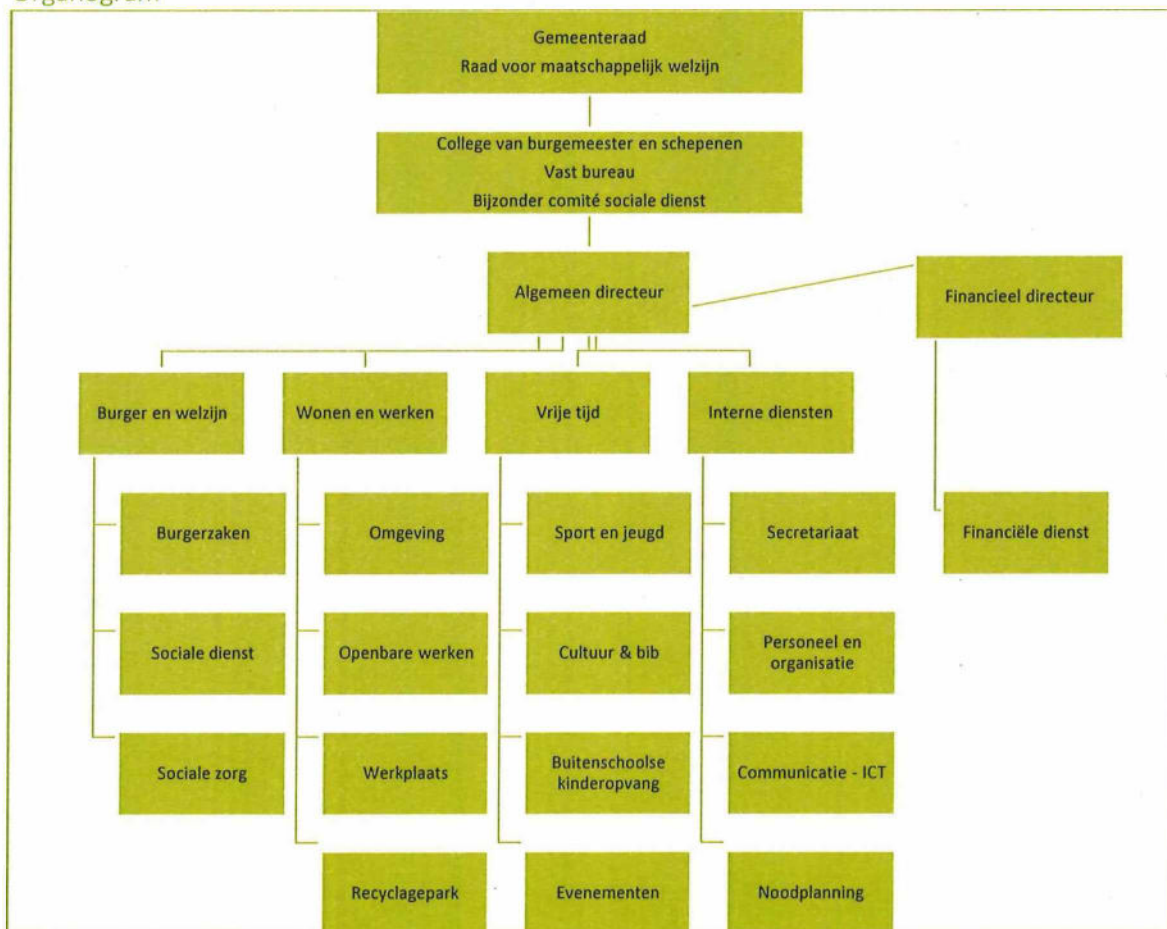 Organogram
Gemeenteraad
Raad voor maatschappelijk welzijn
College van burgemeester en schepenen
Vast bureau
Bijzonder comité sociale dienst
Algemeen directeur
Financieel directeur
Burger en welzijn
Wonen en werken
Vrije tijd
Interne diensten
Burgerzaken
Omgeving
Sport en jeugd
Secretariaat
Financiële dienst
Sociale dienst
Openbare werken
Cultuur & bib
Personeel en
organisatie
Sociale zorg
Werkplaats
Buitenschoolse
kinderopvang
Communicatie - ICT
Recyclagepark
Evenementen
Noodplanning